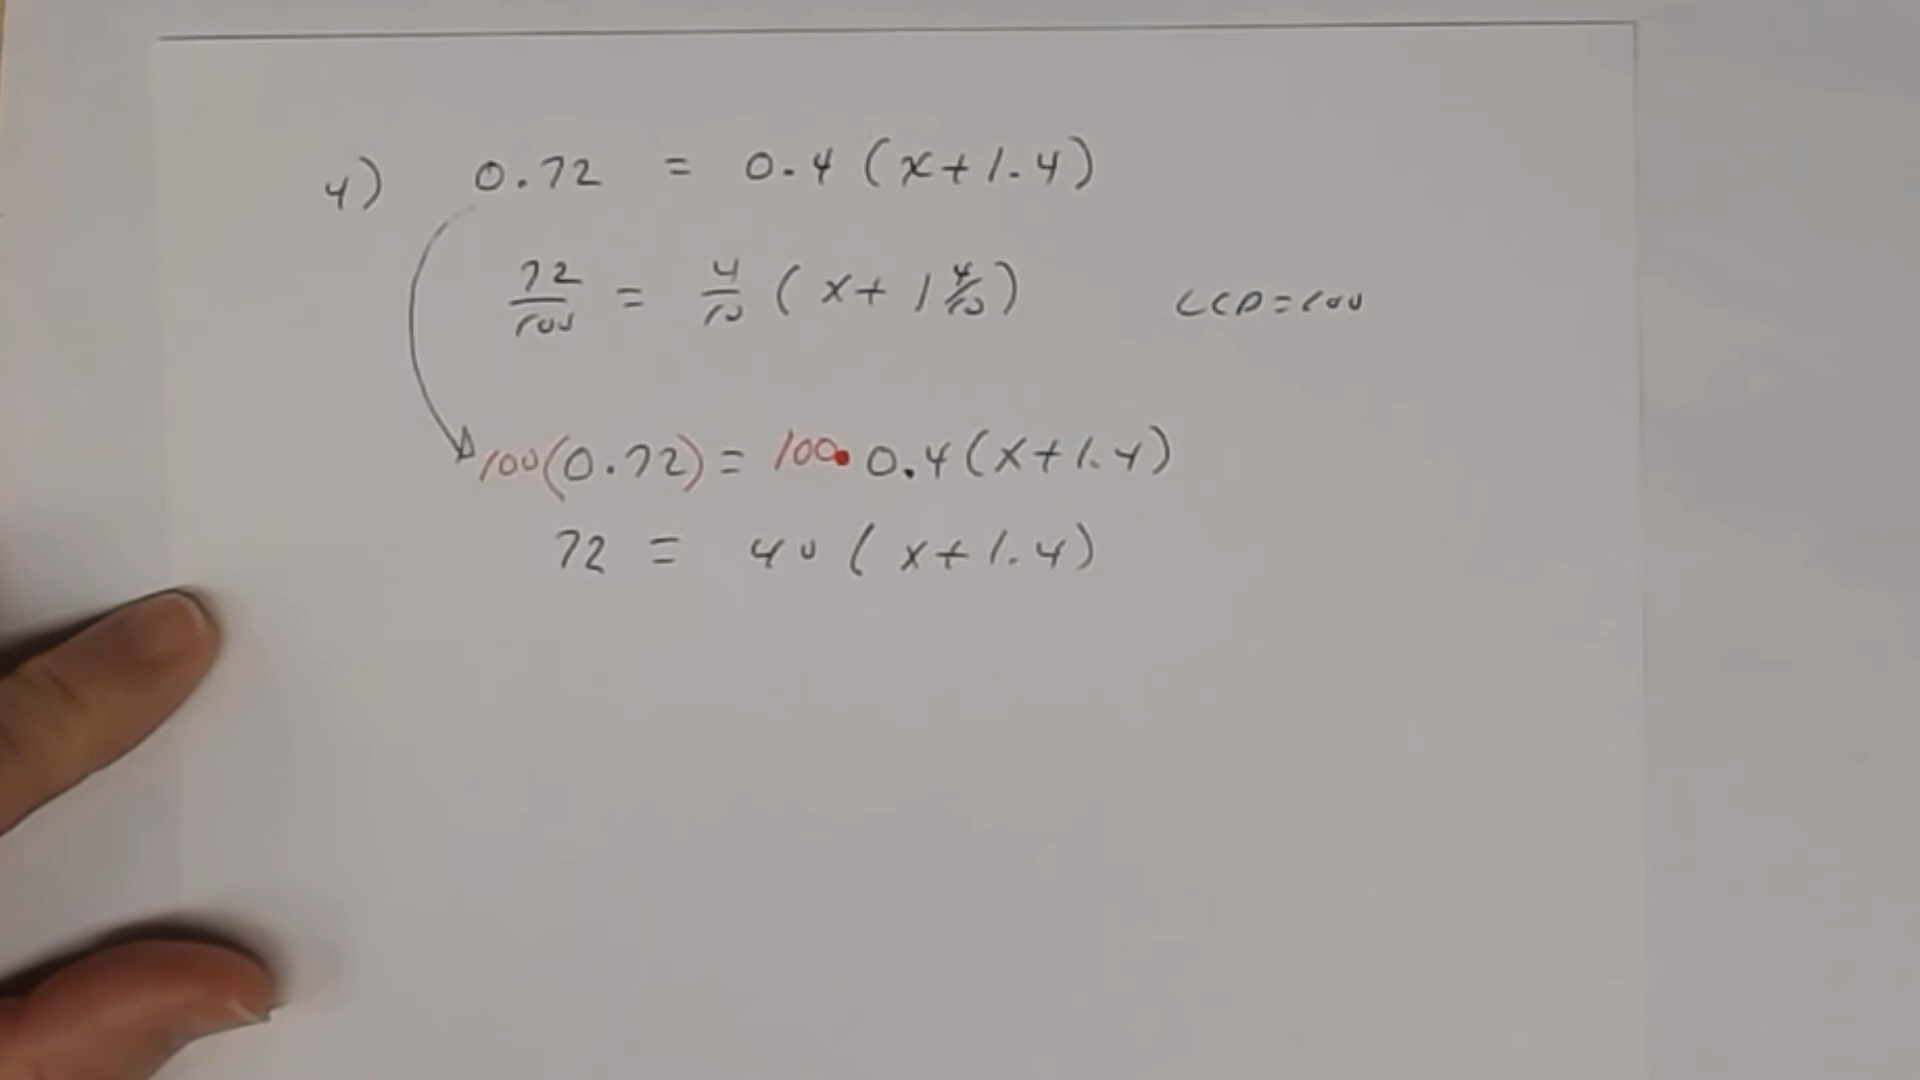 4) 0.72 = 0.4 (x+1.4)
72/100 = 4/10 (x+ 1 4/10) LCD=100
100(0.72) = 100• 0.4(x+1.4)
72 = 40 (x+1.4)